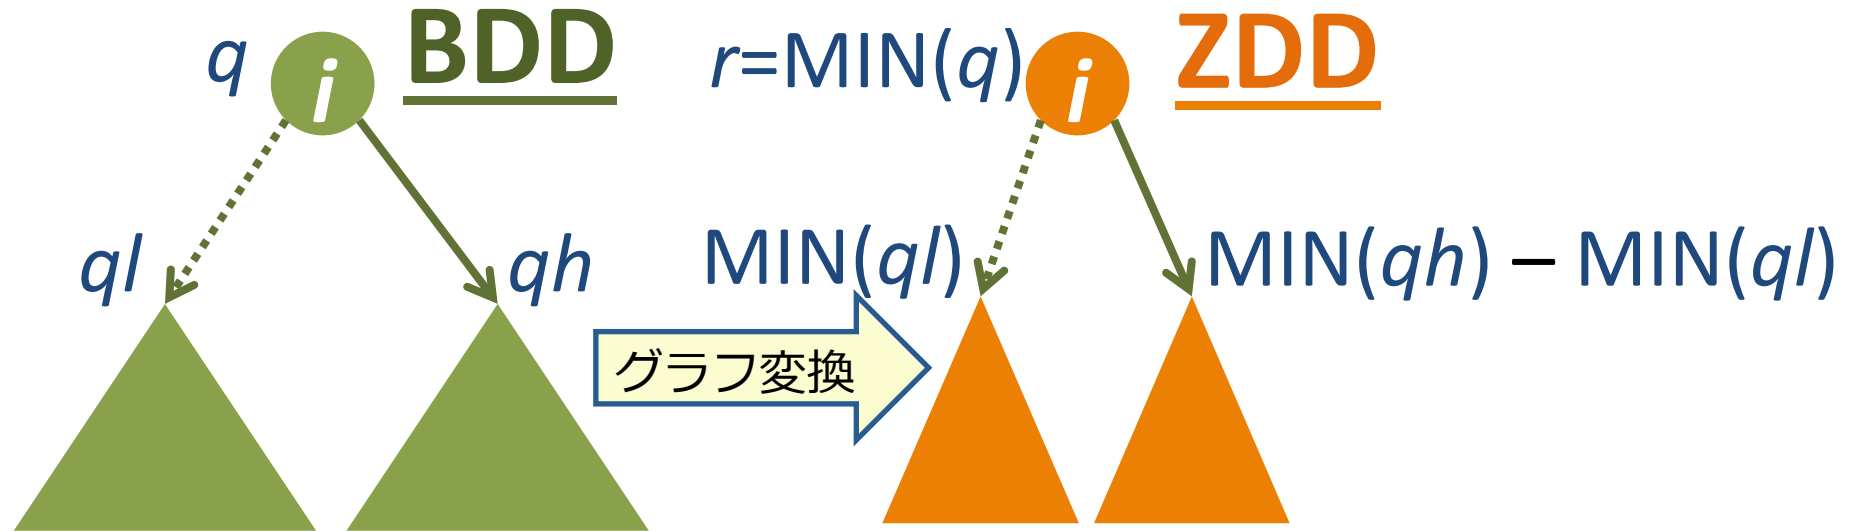 q i BDD
r=MIN(q) i ZDD
ql qh
MIN(ql) MIN(qh) – MIN(ql)
グラフ変換